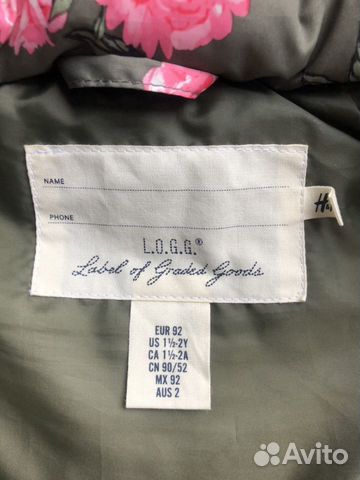 NAME
PHONE
L.O.G.G.®
Label of Graded Goods
EUR 92
US 1½-2Y
CA 1½-2A
CN 90/52
MX 92
AUS 2
Avito